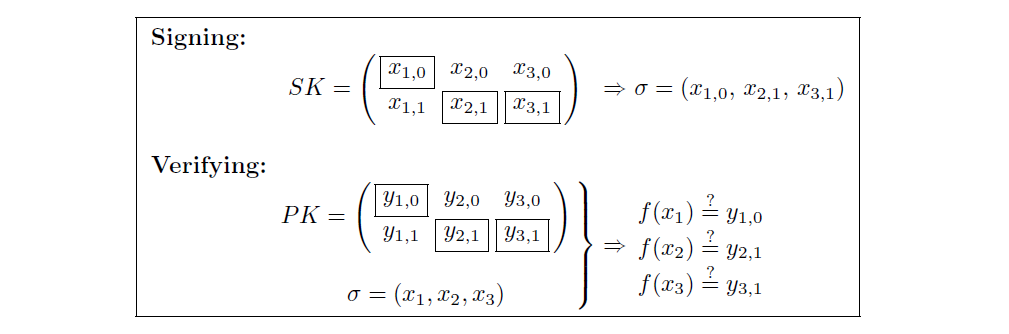 Signing:
SK = ( x_{1,0} x_{2,0} x_{3,0} ) ⇒ σ = (x_{1,0}, x_{2,1}, x_{3,1})
x_{1,1} x_{2,1} x_{3,1}
Verifying:
PK = ( y_{1,0} y_{2,0} y_{3,0} )
y_{1,1} y_{2,1} y_{3,1}
σ = (x_1, x_2, x_3)
} ⇒
f(x_1) ≟ y_{1,0}
f(x_2) ≟ y_{2,1}
f(x_3) ≟ y_{3,1}